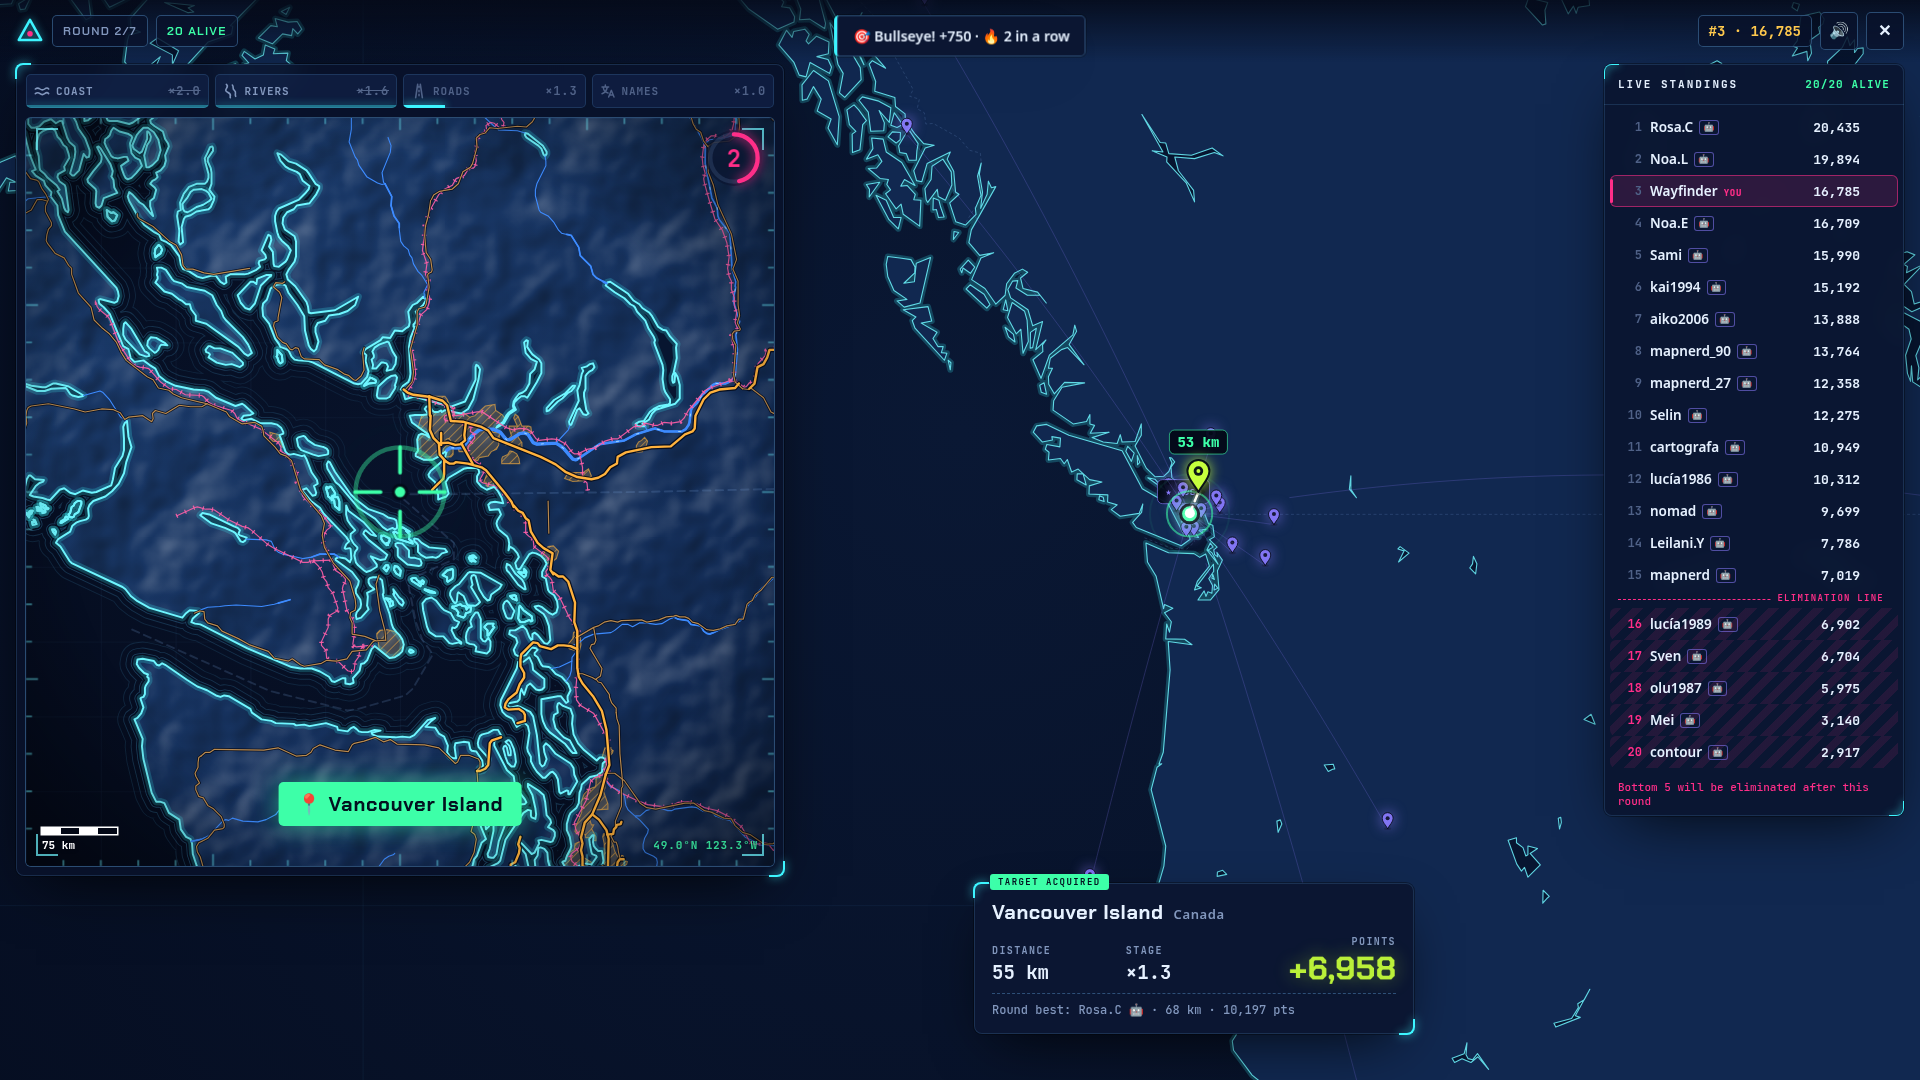 ROUND 2/7
20 ALIVE
🎯 Bullseye! +750 · 🔥 2 in a row
#3 · 16,785
COAST ×2.0
RIVERS ×1.6
ROADS ×1.3
NAMES ×1.0
2
📍 Vancouver Island
75 km
49.0°N 123.3°W
53 km
LIVE STANDINGS 20/20 ALIVE
1 Rosa.C 20,435
2 Noa.L 19,894
3 Wayfinder YOU 16,785
4 Noa.E 16,709
5 Sami 15,990
6 kai1994 15,192
7 aiko2006 13,888
8 mapnerd_90 13,764
9 mapnerd_27 12,358
10 Selin 12,275
11 cartografa 10,949
12 lucía1986 10,312
13 nomad 9,699
14 Leilani.Y 7,786
15 mapnerd 7,019
ELIMINATION LINE
16 lucía1989 6,902
17 Sven 6,704
18 olu1987 5,975
19 Mei 3,140
20 contour 2,917
Bottom 5 will be eliminated after this
round
TARGET ACQUIRED
Vancouver Island Canada
DISTANCE STAGE POINTS
55 km ×1.3 +6,958
Round best: Rosa.C 🤖 · 68 km · 10,197 pts